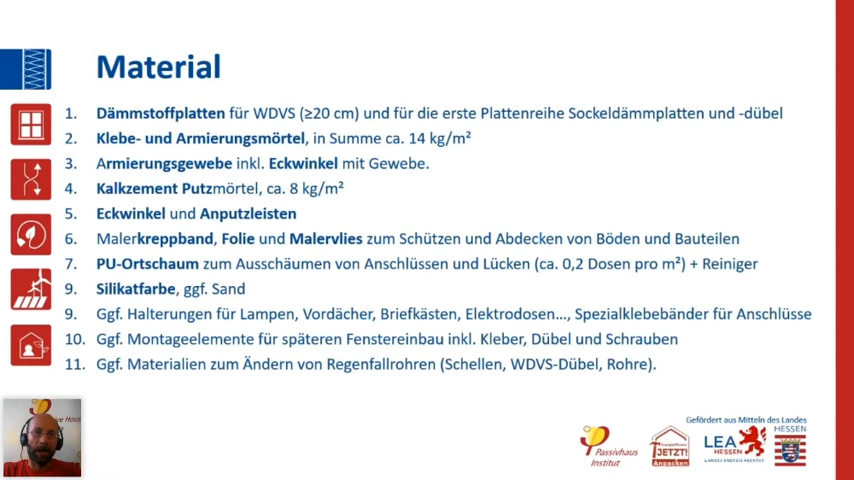 Material
1. Dämmstoffplatten für WDVS (≥20 cm) und für die erste Plattenreihe Sockeldämmplatten und -dübel
2. Klebe- und Armierungsmörtel, in Summe ca. 14 kg/m²
3. Armierungsgewebe inkl. Eckwinkel mit Gewebe.
4. Kalkzement Putzmörtel, ca. 8 kg/m²
5. Eckwinkel und Anputzleisten
6. Malerkreppband, Folie und Malervlies zum Schützen und Abdecken von Böden und Bauteilen
7. PU-Ortschaum zum Ausschäumen von Anschlüssen und Lücken (ca. 0,2 Dosen pro m²) + Reiniger
9. Silikatfarbe, ggf. Sand
9. Ggf. Halterungen für Lampen, Vordächer, Briefkästen, Elektrodosen…, Spezialklebebänder für Anschlüsse
10. Ggf. Montageelemente für späteren Fenstereinbau inkl. Kleber, Dübel und Schrauben
11. Ggf. Materialien zum Ändern von Regenfallrohren (Schellen, WDVS-Dübel, Rohre).
Gefördert aus Mitteln des Landes
HESSEN
Passivhaus
Institut
JETZT!
Anpacken
LEA
HESSEN
LANDES ENERGIE AGENTUR